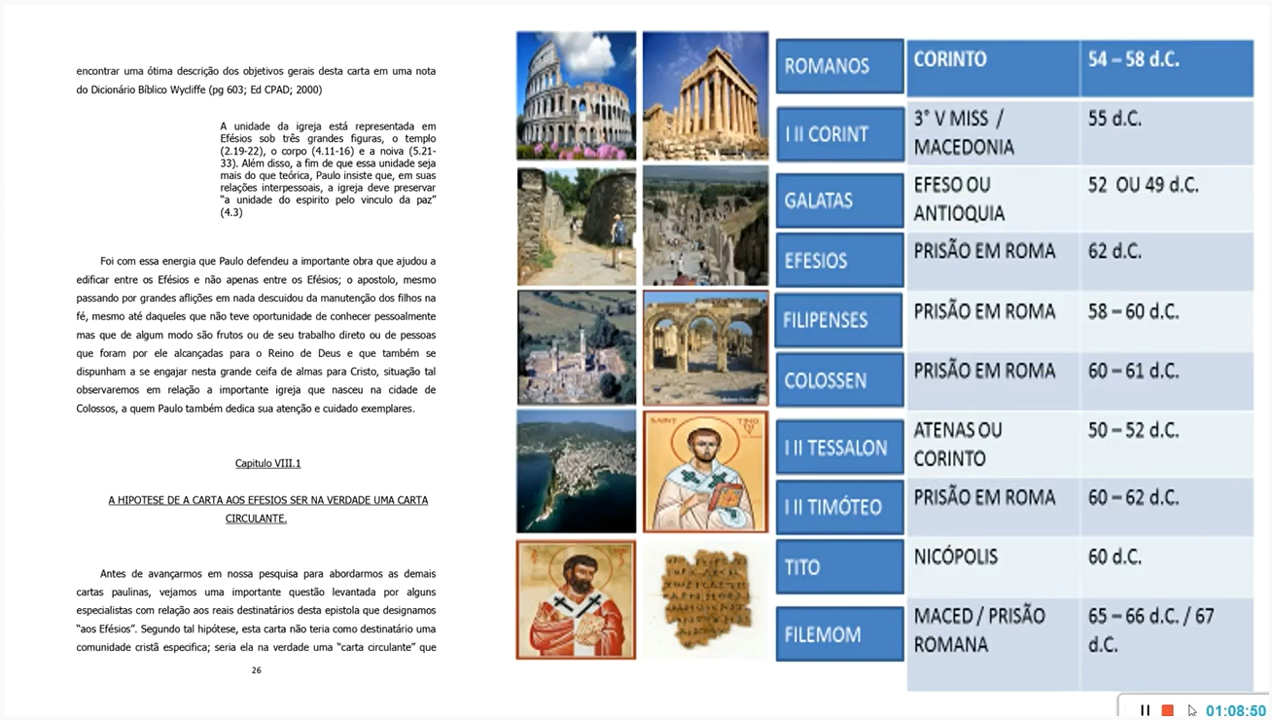 encontrar uma ótima descrição dos objetivos gerais desta carta em uma nota
do Dicionário Bíblico Wycliffe (pg 603; Ed CPAD; 2000)
A unidade da igreja está representada em
Efésios sob três grandes figuras, o templo
(2.19-22), o corpo (4.11-16) e a noiva (5.21-
33). Além disso, a fim de que essa unidade seja
mais do que teórica, Paulo insiste que, em suas
relações interpessoais, a igreja deve preservar
“a unidade do espirito pelo vinculo da paz”
(4.3)
Foi com essa energia que Paulo defendeu a importante obra que ajudou a
edificar entre os Efésios e não apenas entre os Efésios; o apostolo, mesmo
passando por grandes aflições em nada descuidou da manutenção dos filhos na
fé, mesmo até daqueles que não teve oportunidade de conhecer pessoalmente
mas que de algum modo são frutos ou de seu trabalho direto ou de pessoas
que foram por ele alcançadas para o Reino de Deus e que também se
dispunham a se engajar nesta grande ceifa de almas para Cristo, situação tal
observaremos em relação a importante igreja que nasceu na cidade de
Colossos, a quem Paulo também dedica sua atenção e cuidado exemplares.
Capitulo VIII.1
A HIPOTESE DE A CARTA AOS EFESIOS SER NA VERDADE UMA CARTA
CIRCULANTE.
Antes de avançarmos em nossa pesquisa para abordarmos as demais
cartas paulinas, vejamos uma importante questão levantada por alguns
especialistas com relação aos reais destinatários desta epistola que designamos
“aos Efésios”. Segundo tal hipótese, esta carta não teria como destinatário uma
comunidade cristã especifica; seria ela na verdade uma “carta circulante” que
26
ROMANOS CORINTO 54 – 58 d.C.
I II CORINT 3° V MISS / 55 d.C.
MACEDONIA
GALATAS EFESO OU 52 OU 49 d.C.
ANTIOQUIA
EFESIOS PRISÃO EM ROMA 62 d.C.
FILIPENSES PRISÃO EM ROMA 58 – 60 d.C.
COLOSSEN PRISÃO EM ROMA 60 – 61 d.C.
SAINT
I II TESSALON ATENAS OU 50 – 52 d.C.
CORINTO
I II TIMÓTEO PRISÃO EM ROMA 60 – 62 d.C.
TITO NICÓPOLIS 60 d.C.
FILEMOM MACED / PRISÃO 65 – 66 d.C. / 67
ROMANA d.C.
01:08:50